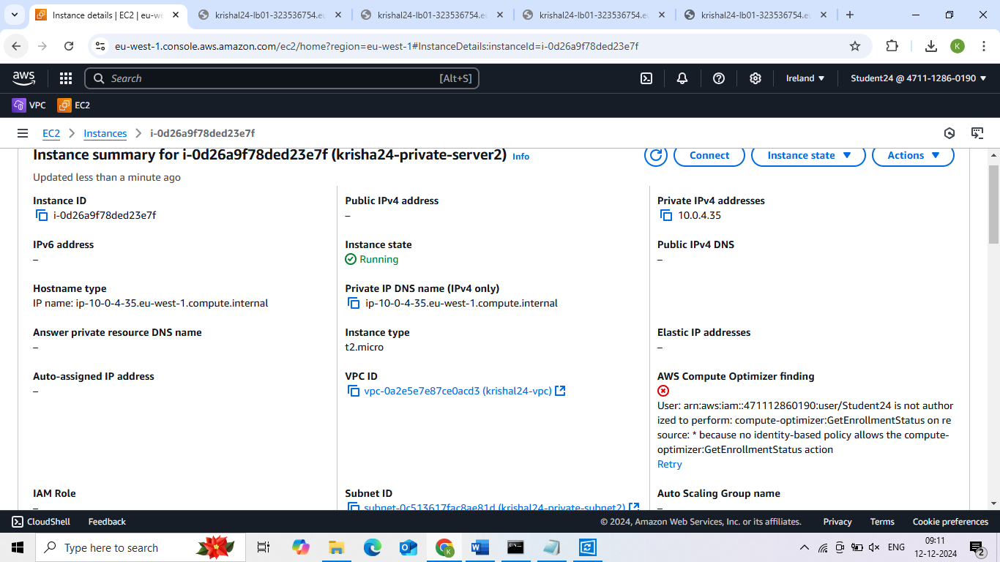 Instance details | EC2 | eu-we
krishal24-lb01-323536754.eu
krishal24-lb01-323536754.eu
krishal24-lb01-323536754.eu
krishal24-lb01-323536754.eu
eu-west-1.console.aws.amazon.com/ec2/home?region=eu-west-1#InstanceDetails:instanceId=i-0d26a9f78ded23e7f
K
aws
Search
[Alt+S]
Ireland
Student24 @ 4711-1286-0190
VPC
EC2
EC2 > Instances > i-0d26a9f78ded23e7f
Instance summary for i-0d26a9f78ded23e7f (krisha24-private-server2) Info
Connect
Instance state
Actions
Updated less than a minute ago
Instance ID
i-0d26a9f78ded23e7f
Public IPv4 address
–
Private IPv4 addresses
10.0.4.35
IPv6 address
–
Instance state
Running
Public IPv4 DNS
–
Hostname type
IP name: ip-10-0-4-35.eu-west-1.compute.internal
Private IP DNS name (IPv4 only)
ip-10-0-4-35.eu-west-1.compute.internal
Answer private resource DNS name
–
Instance type
t2.micro
Elastic IP addresses
–
Auto-assigned IP address
–
VPC ID
vpc-0a2e5e7e87ce0acd3 (krishal24-vpc)
AWS Compute Optimizer finding
User: arn:aws:iam::471112860190:user/Student24 is not author
ized to perform: compute-optimizer:GetEnrollmentStatus on re
source: * because no identity-based policy allows the compute-
optimizer:GetEnrollmentStatus action
Retry
IAM Role
–
Subnet ID
subnet-0c513617fac8ae81d (krishal24-private-subnet2)
Auto Scaling Group name
–
CloudShell
Feedback
© 2024, Amazon Web Services, Inc. or its affiliates.
Privacy
Terms
Cookie preferences
Type here to search
ENG
09:11
12-12-2024
2